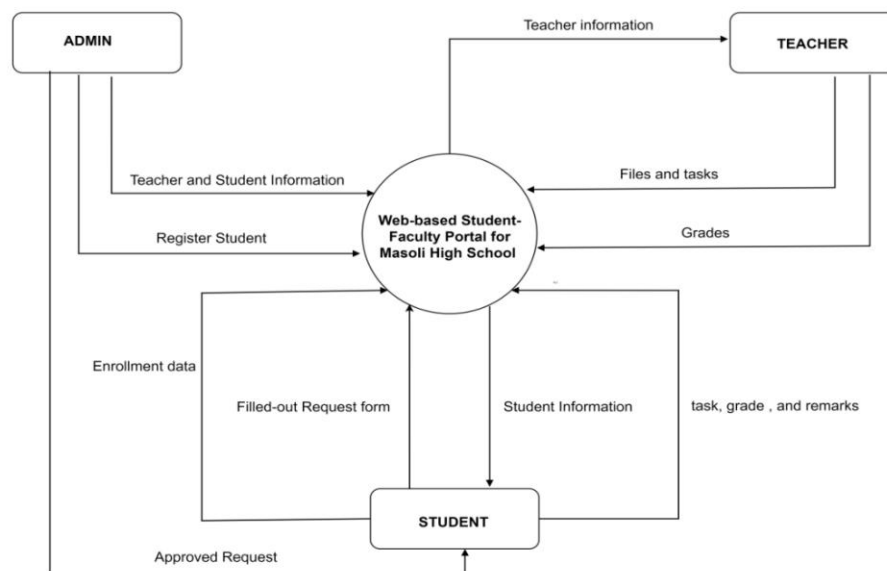 Teacher information
ADMIN
TEACHER
Teacher and Student Information
Files and tasks
Web-based Student-
Faculty Portal for
Masoli High School
Register Student
Grades
Enrollment data
Filled-out Request form
Student Information
task, grade , and remarks
STUDENT
Approved Request